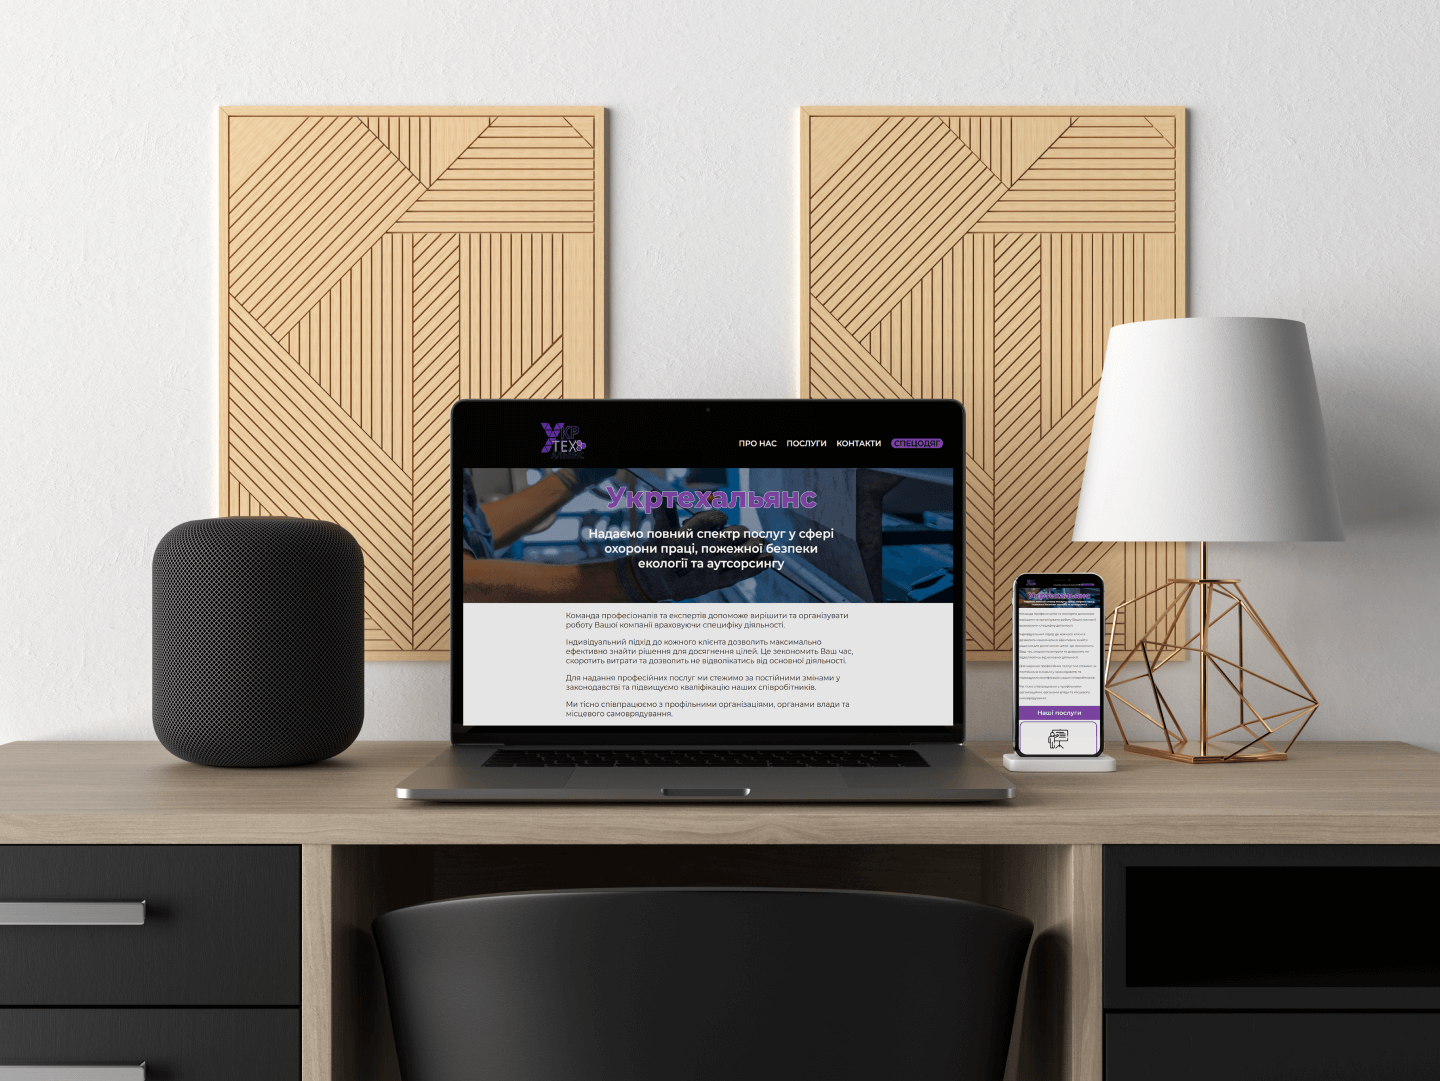 УКР
ТЕХ
АЛЬЯНС
ПРО НАС ПОСЛУГИ КОНТАКТИ СПЕЦОДЯГ
Укртехальянс
Надаємо повний спектр послуг у сфері
охорони праці, пожежної безпеки
екології та аутсорсингу
Команда професіоналів та експертів допоможе вирішити та організувати
роботу Вашої компанії враховуючи специфіку діяльності.
Індивідуальний підхід до кожного клієнта дозволить максимально
ефективно знайти рішення для досягнення цілей. Це зекономить Ваш час,
скоротить витрати та дозволить не відволікатись від основної діяльності.
Для надання професійних послуг ми стежимо за постійними змінами у
законодавстві та підвищуємо кваліфікацію наших співробітників.
Ми тісно співпрацюємо з профільними організаціями, органами влади та
місцевого самоврядування.
Укртехальянс
Наші послуги